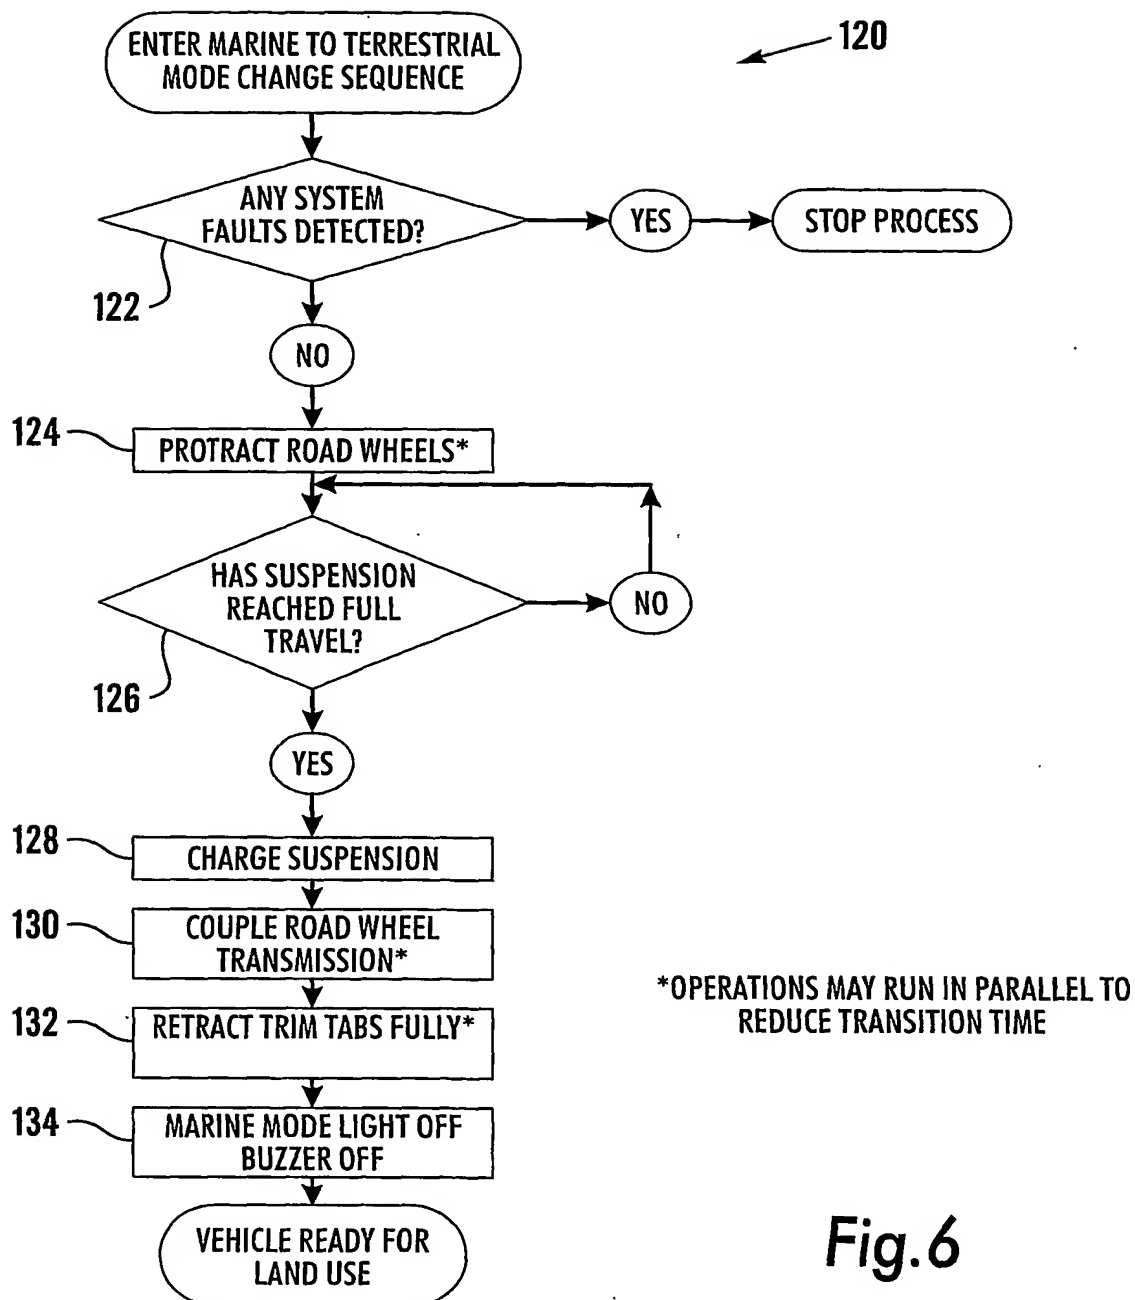 ENTER MARINE TO TERRESTRIAL
MODE CHANGE SEQUENCE
120
ANY SYSTEM
FAULTS DETECTED?
YES
STOP PROCESS
122
NO
124
PROTRACT ROAD WHEELS*
HAS SUSPENSION
REACHED FULL
TRAVEL?
NO
126
YES
128
CHARGE SUSPENSION
130
COUPLE ROAD WHEEL
TRANSMISSION*
*OPERATIONS MAY RUN IN PARALLEL TO
REDUCE TRANSITION TIME
132
RETRACT TRIM TABS FULLY*
134
MARINE MODE LIGHT OFF
BUZZER OFF
VEHICLE READY FOR
LAND USE
Fig.6